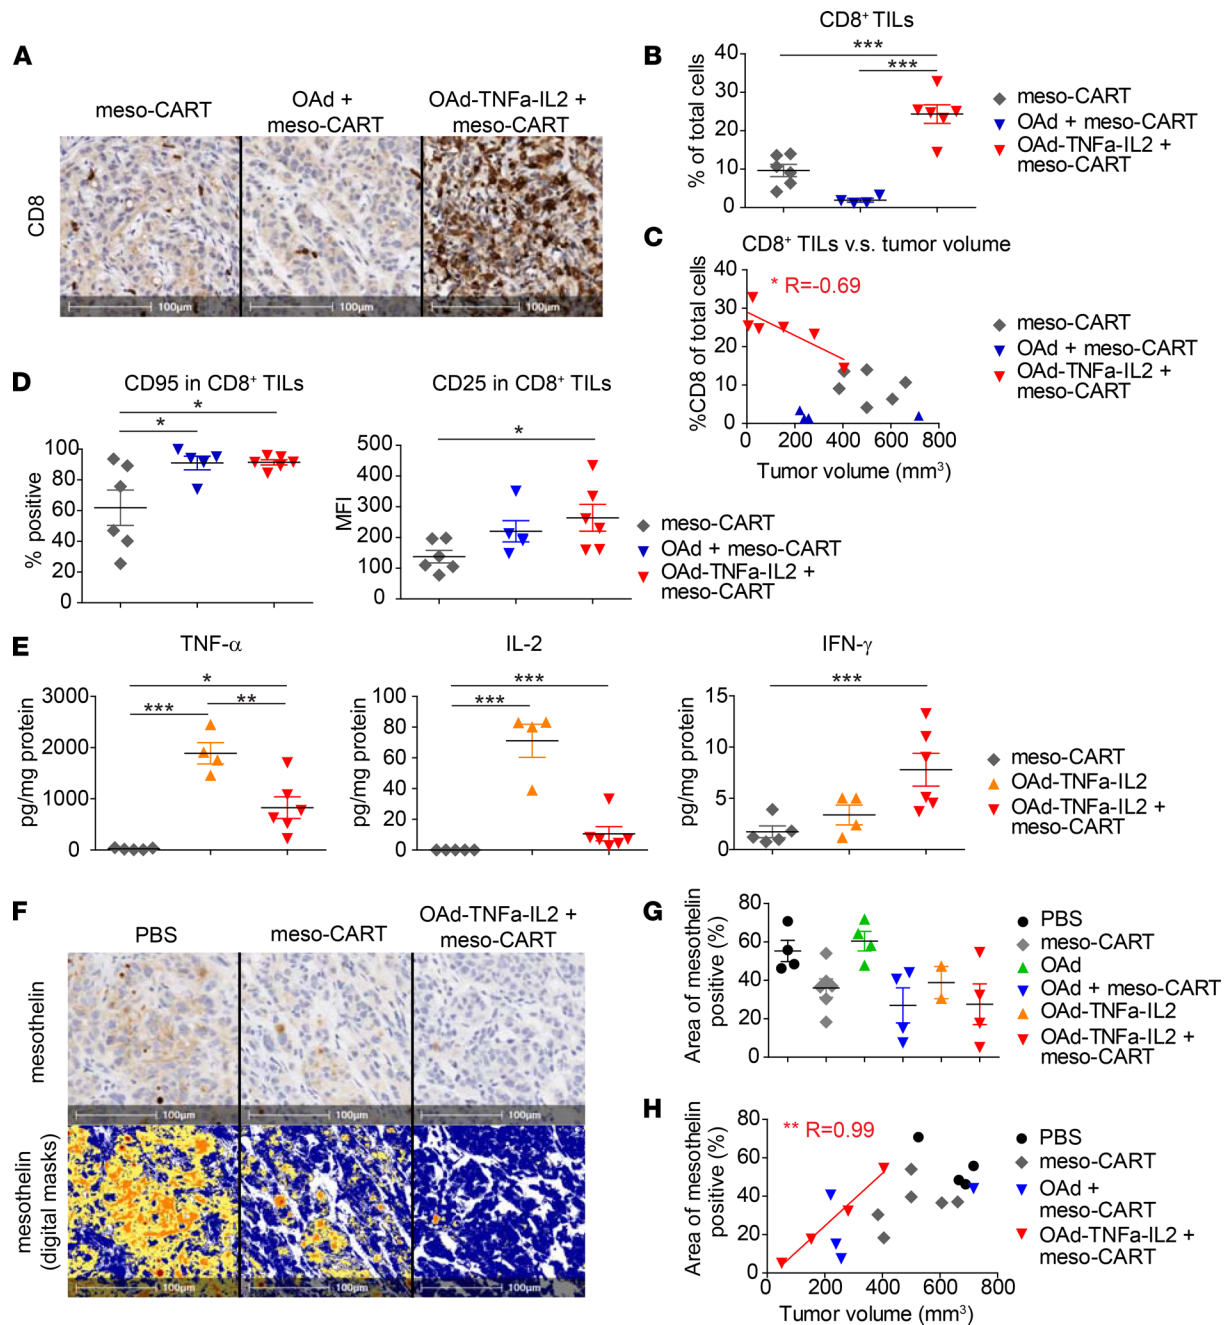 A
meso-CART
OAd +
meso-CART
OAd-TNFa-IL2 +
meso-CART
CD8
100µm
100µm
100µm
B
CD8⁺ TILs
***
***
% of total cells
40
30
20
10
0
meso-CART
OAd + meso-CART
OAd-TNFa-IL2 +
meso-CART
C
CD8⁺ TILs v.s. tumor volume
* R=-0.69
%CD8 of total cells
40
30
20
10
0
0
200
400
600
800
Tumor volume (mm³)
meso-CART
OAd + meso-CART
OAd-TNFa-IL2 +
meso-CART
D
CD95 in CD8⁺ TILs
*
*
% positive
100
80
60
40
20
0
CD25 in CD8⁺ TILs
*
MFI
500
400
300
200
100
0
meso-CART
OAd + meso-CART
OAd-TNFa-IL2 +
meso-CART
E
TNF-α
*
***
**
pg/mg protein
3000
2000
1000
0
IL-2
***
***
pg/mg protein
100
80
60
40
20
0
IFN-γ
***
pg/mg protein
15
10
5
0
meso-CART
OAd-TNFa-IL2
OAd-TNFa-IL2 +
meso-CART
F
PBS
meso-CART
OAd-TNFa-IL2 +
meso-CART
mesothelin
100µm
100µm
100µm
mesothelin
(digital masks)
100µm
100µm
100µm
G
Area of mesothelin
positive (%)
80
60
40
20
0
PBS
meso-CART
OAd
OAd + meso-CART
OAd-TNFa-IL2
OAd-TNFa-IL2 +
meso-CART
H
Area of mesothelin
positive (%)
80
60
40
20
0
** R=0.99
0
200
400
600
800
Tumor volume (mm³)
PBS
meso-CART
OAd +
meso-CART
OAd-TNFa-IL2 +
meso-CART